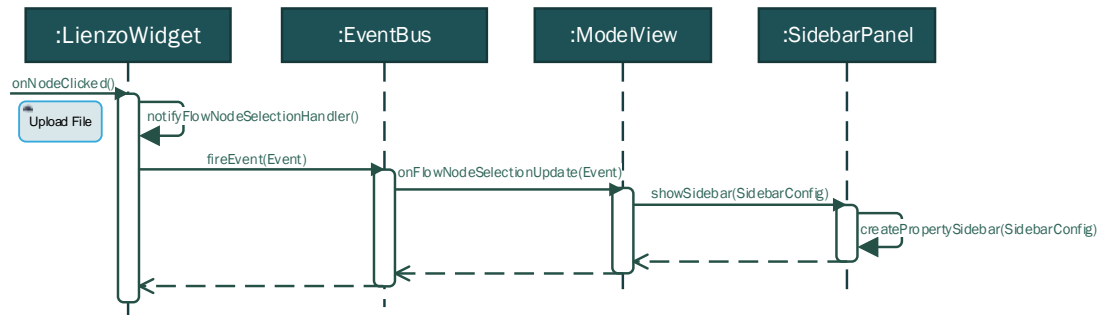 :LienzoWidget
:EventBus
:ModelView
:SidebarPanel
onNodeClicked()
Upload File
notifyFlowNodeSelectionHandler()
fireEvent(Event)
onFlowNodeSelectionUpdate(Event)
showSidebar(SidebarConfig)
createPropertySidebar(SidebarConfig)